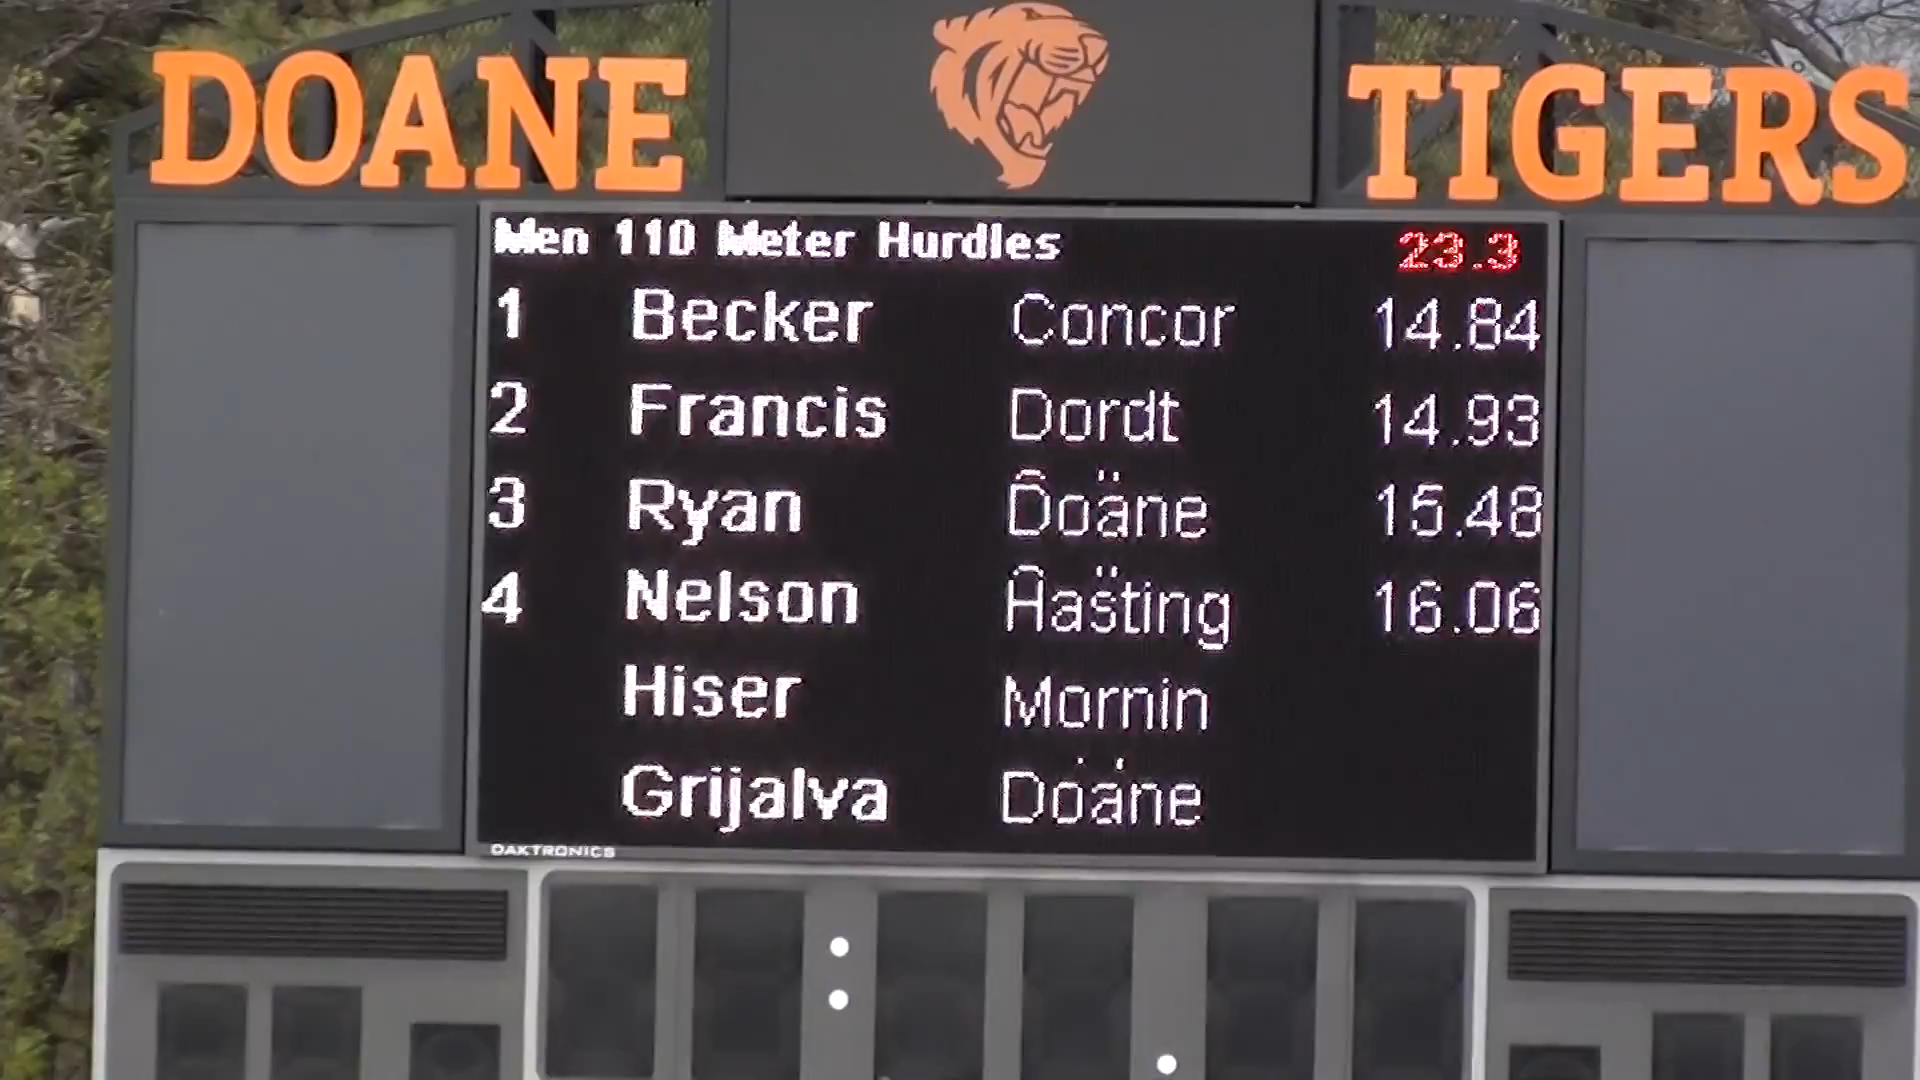 DOANE TIGERS
Men 110 Meter Hurdles 23.3
1 Becker Concor 14.84
2 Francis Dordt 14.93
3 Ryan Doane 15.48
4 Nelson Hasting 16.06
Hiser Mornin
Grijalva Doane
DAKTRONICS